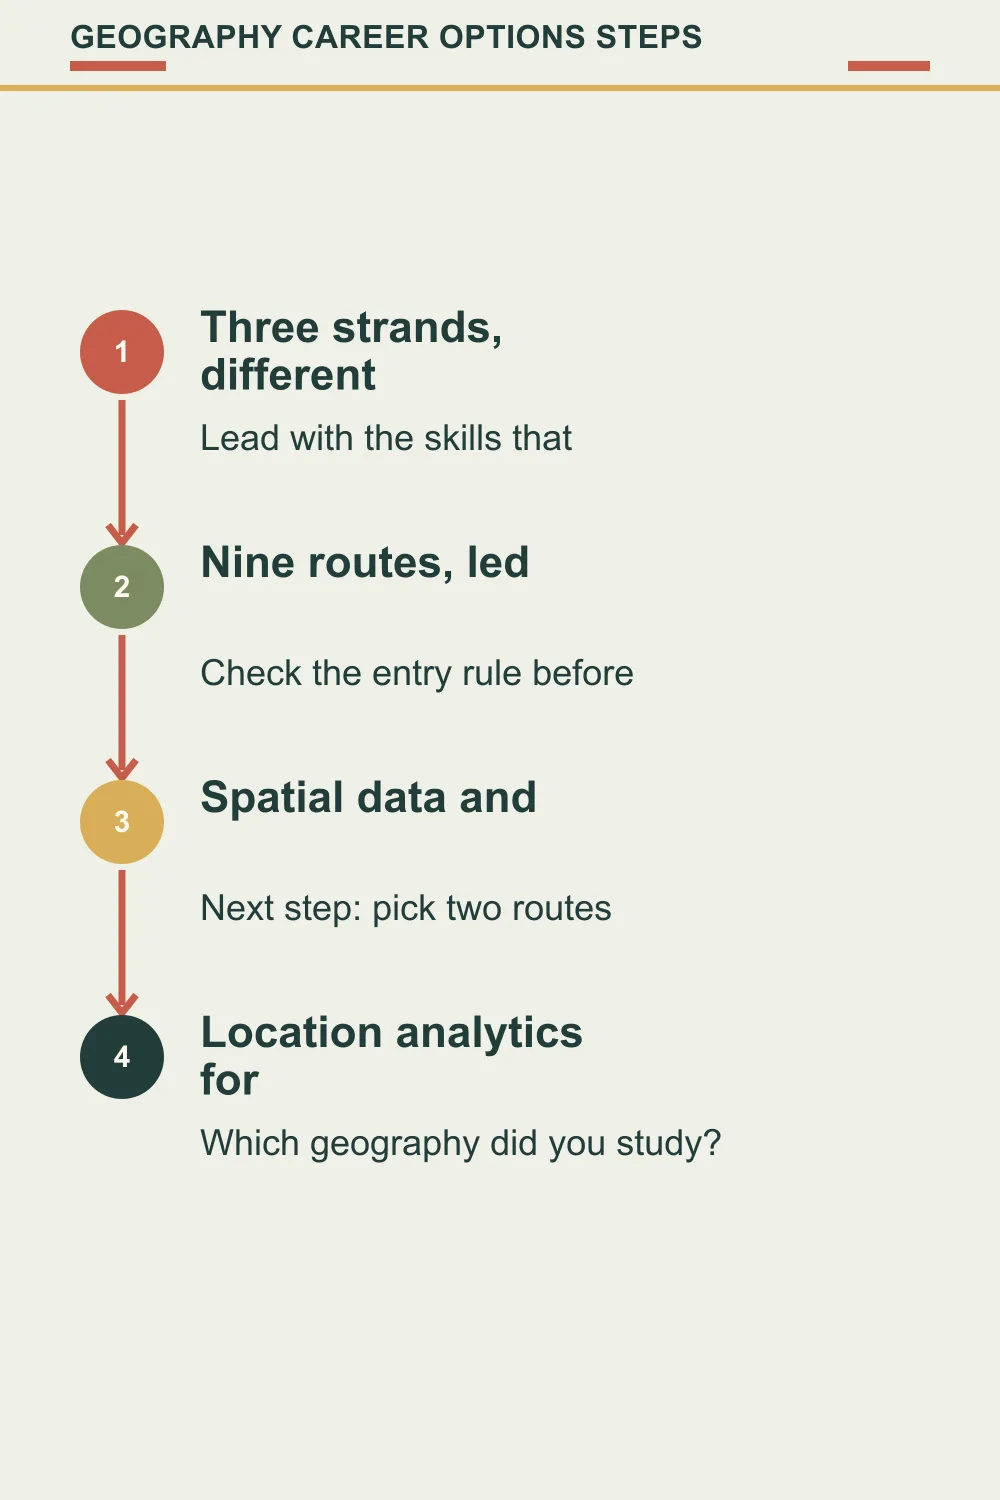 GEOGRAPHY CAREER OPTIONS STEPS
1
Three strands,
different
Lead with the skills that
2
Nine routes, led
Check the entry rule before
3
Spatial data and
Next step: pick two routes
4
Location analytics
for
Which geography did you study?